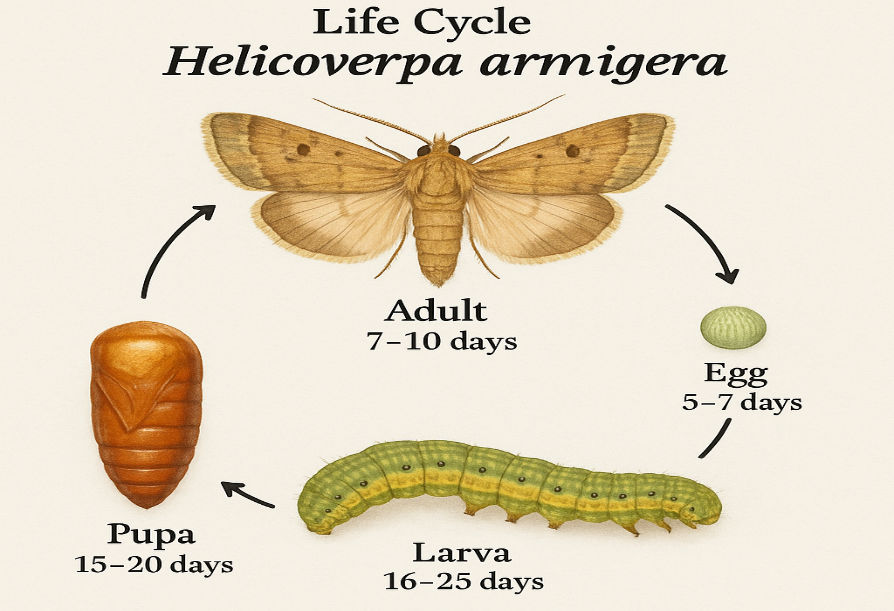 Life Cycle
Helicoverpa armigera
Adult
7–10 days
Egg
5–7 days
Larva
16–25 days
Pupa
15–20 days